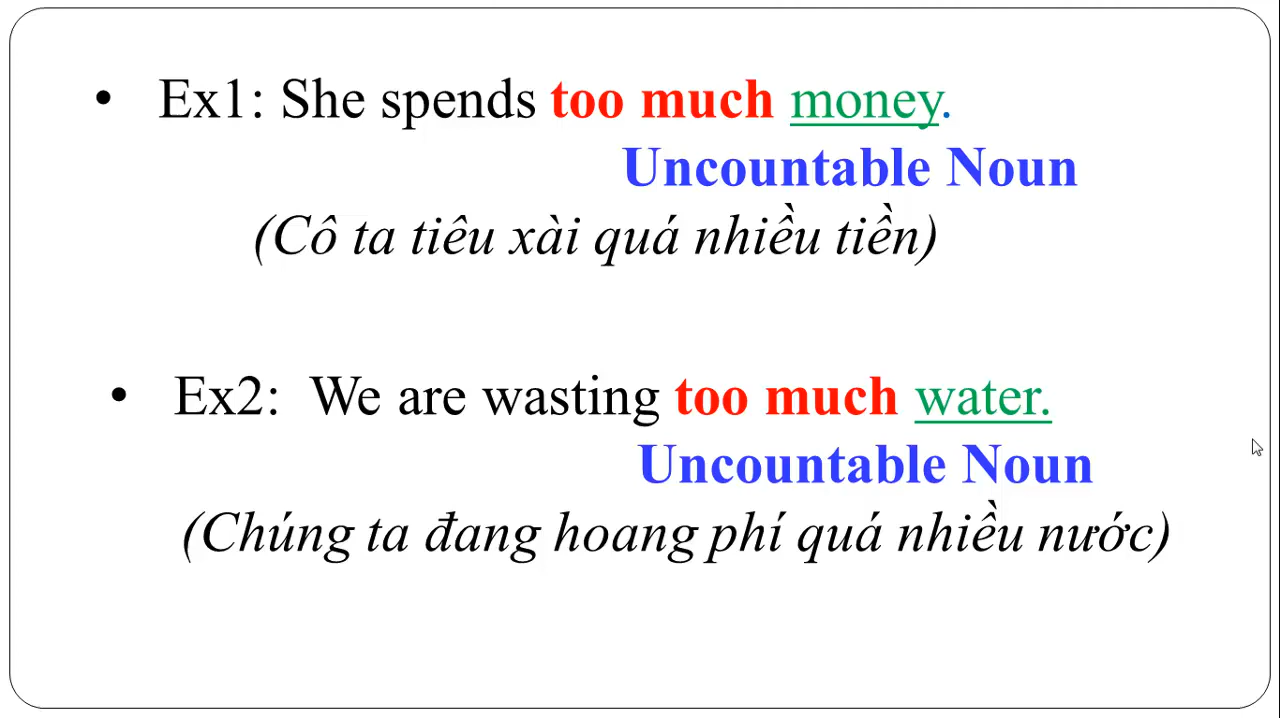 • Ex1: She spends too much money.
Uncountable Noun
(Cô ta tiêu xài quá nhiều tiền)
• Ex2: We are wasting too much water.
Uncountable Noun
(Chúng ta đang hoang phí quá nhiều nước)